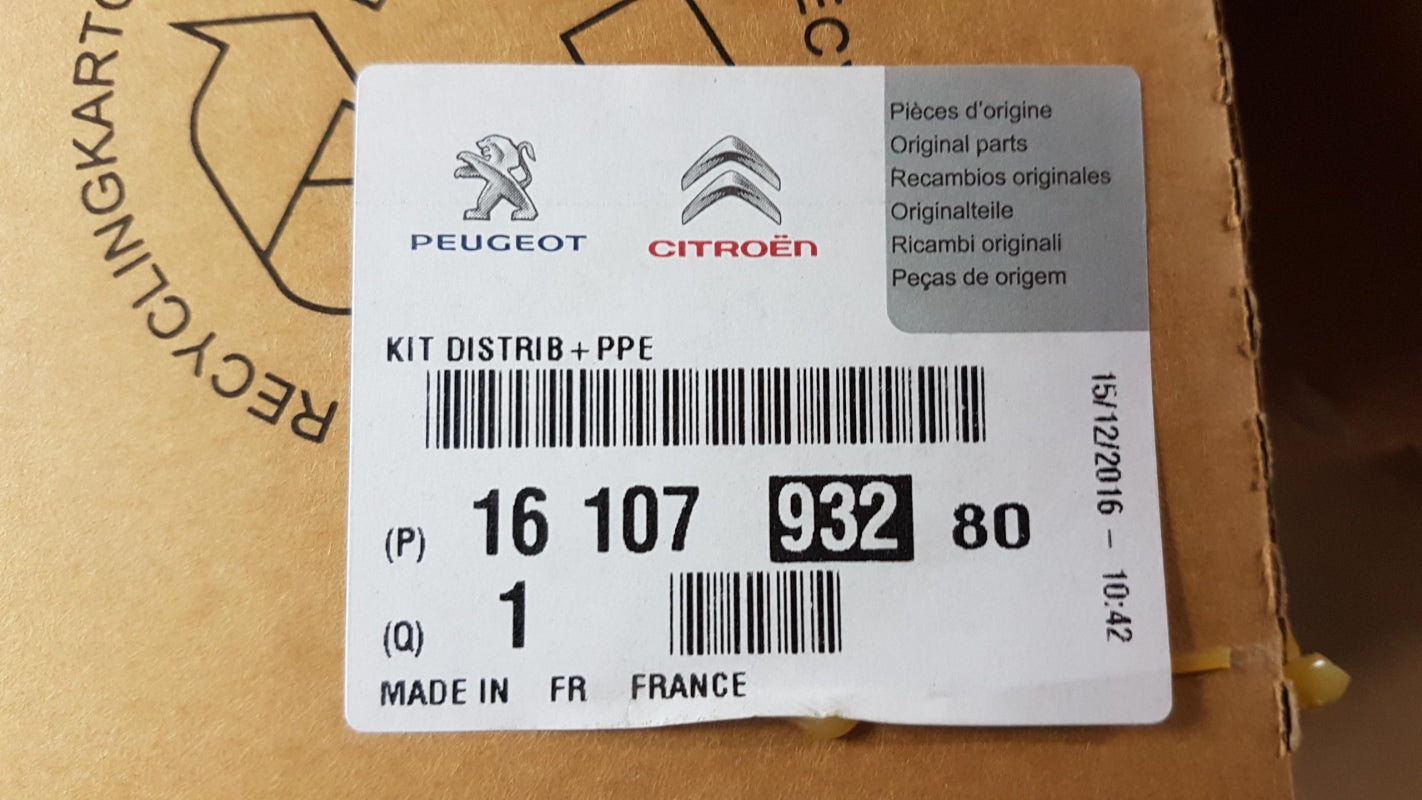 RECYCLINGKARTO
RECY
PEUGEOT
CITROËN
Pièces d'origine
Original parts
Recambios originales
Originalteile
Ricambi originali
Peças de origem
KIT DISTRIB + PPE
15/12/2016 - 10:42
(P) 16 107 932 80
(Q) 1
MADE IN FR FRANCE